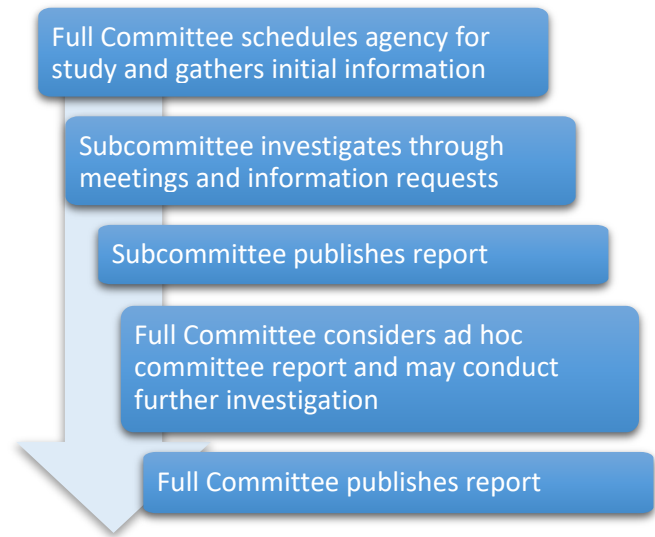 Full Committee schedules agency for
study and gathers initial information
Subcommittee investigates through
meetings and information requests
Subcommittee publishes report
Full Committee considers ad hoc
committee report and may conduct
further investigation
Full Committee publishes report